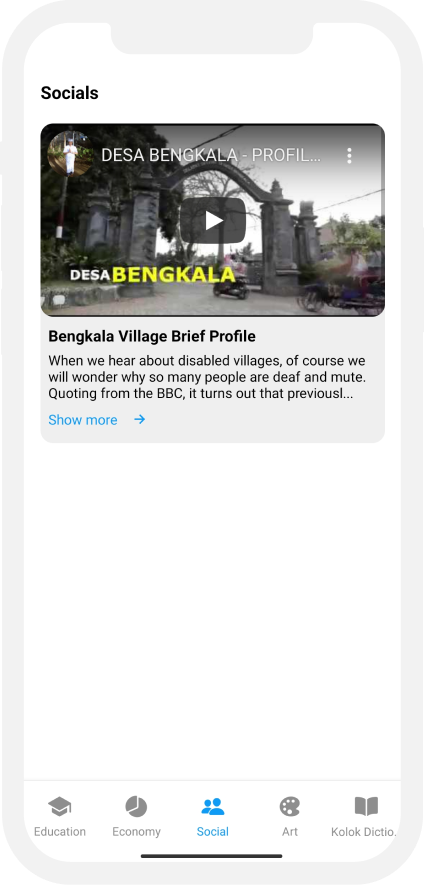 Socials
DESA BENGKALA - PROFIL...
DESA BENGKALA
Bengkala Village Brief Profile
When we hear about disabled villages, of course we
will wonder why so many people are deaf and mute.
Quoting from the BBC, it turns out that previousl...
Show more
Education Economy Social Art Kolok Dictio.